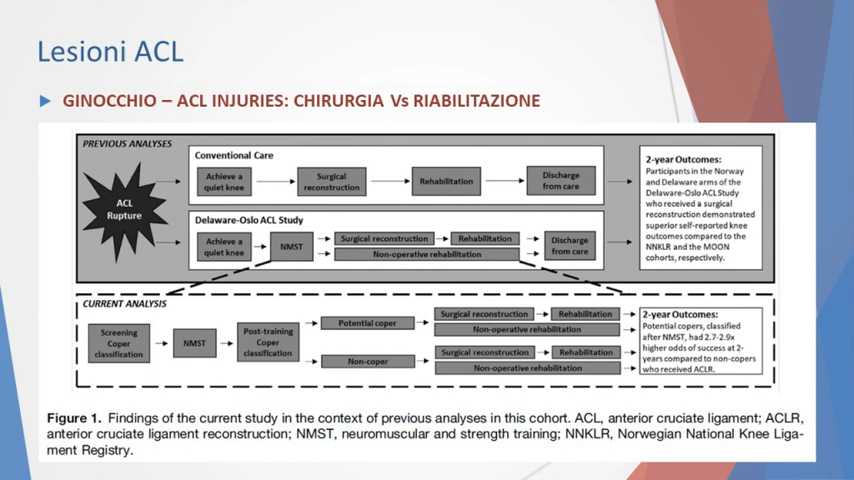 Lesioni ACL
GINOCCHIO – ACL INJURIES: CHIRURGIA Vs RIABILITAZIONE
PREVIOUS ANALYSES
ACL
Rupture
Conventional Care
Achieve a
quiet knee
Surgical
reconstruction
Rehabilitation
Discharge
from care
Delaware-Oslo ACL Study
Achieve a
quiet knee
NMST
Surgical reconstruction
Rehabilitation
Non-operative rehabilitation
Discharge
from care
2-year Outcomes:
Participants in the Norway
and Delaware arms of the
Delaware-Oslo ACL Study
who received a surgical
reconstruction demonstrated
superior self-reported knee
outcomes compared to the
NNKLR and the MOON
cohorts, respectively.
CURRENT ANALYSIS
Screening
Coper
classification
NMST
Post-training
Coper
classification
Potential coper
Surgical reconstruction
Rehabilitation
Non-operative rehabilitation
Non-coper
Surgical reconstruction
Rehabilitation
Non-operative rehabilitation
2-year Outcomes:
Potential copers, classified
after NMST, had 2.7-2.9x
higher odds of success at 2-
years compared to non-copers
who received ACLR.
Figure 1. Findings of the current study in the context of previous analyses in this cohort. ACL, anterior cruciate ligament; ACLR,
anterior cruciate ligament reconstruction; NMST, neuromuscular and strength training; NNKLR, Norwegian National Knee Liga-
ment Registry.